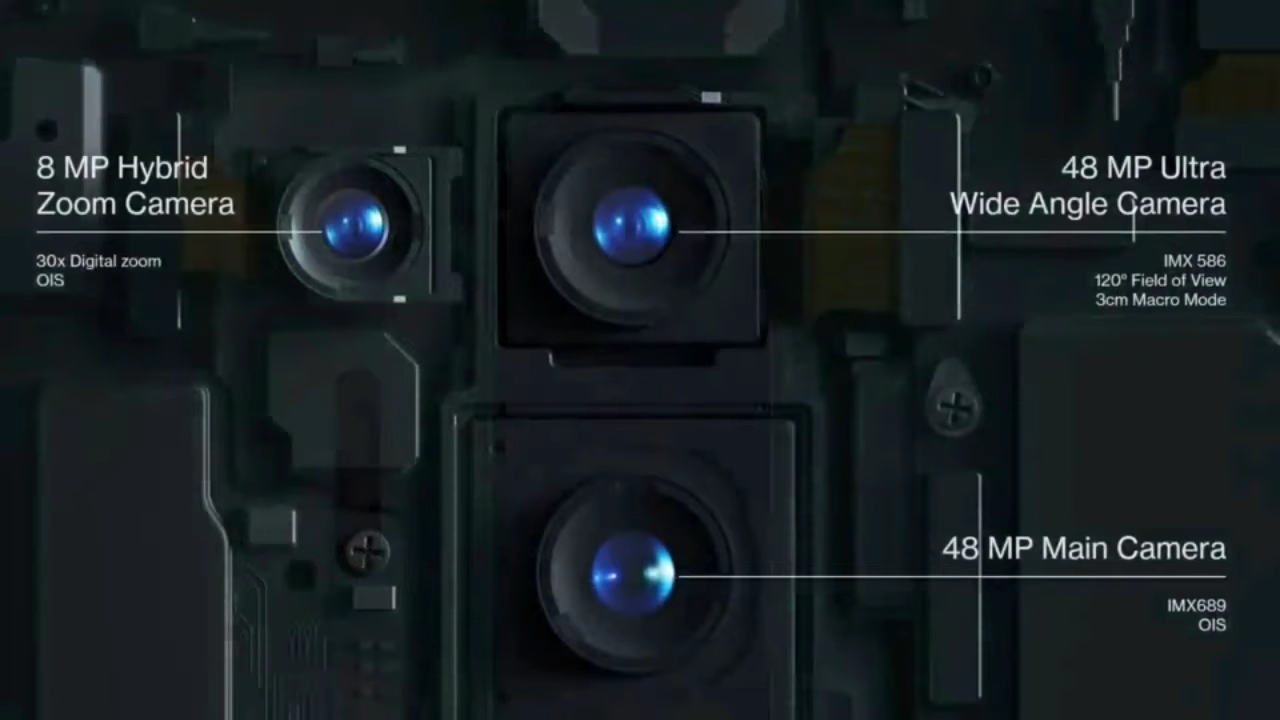 8 MP Hybrid
Zoom Camera
30x Digital zoom
OIS
48 MP Ultra
Wide Angle Camera
IMX 586
120° Field of View
3cm Macro Mode
48 MP Main Camera
IMX689
OIS